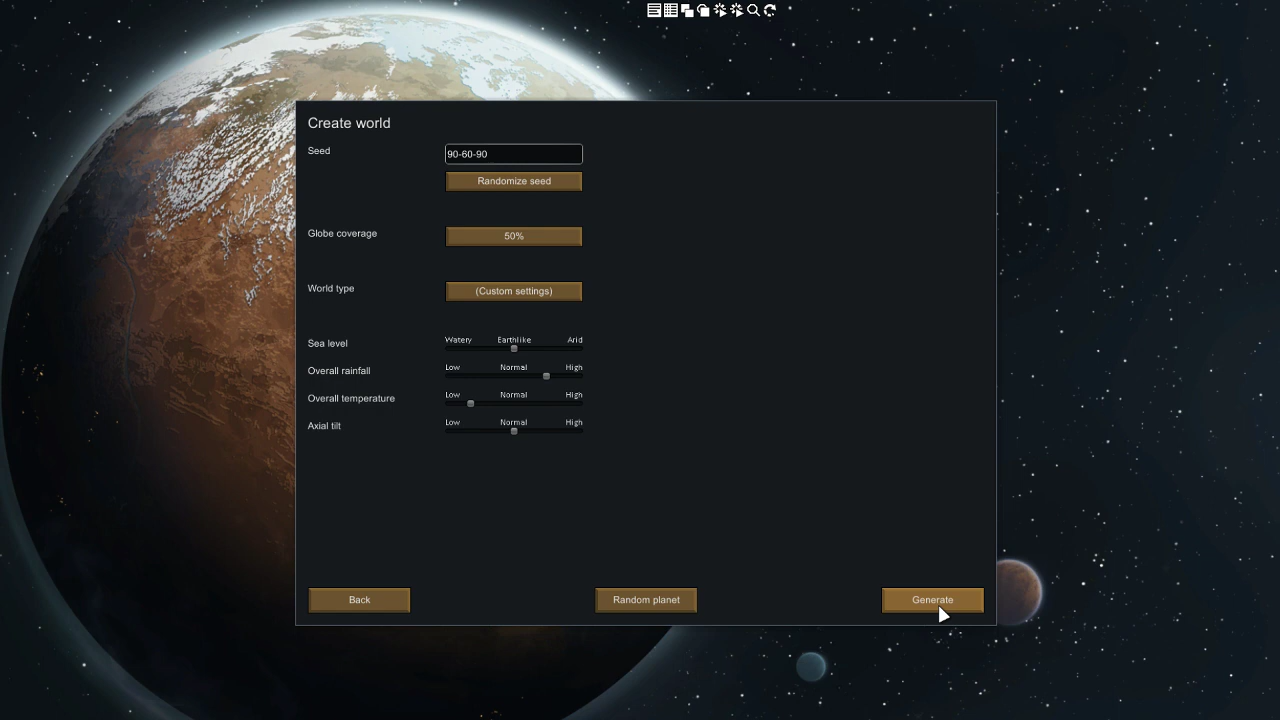 Create world
Seed
90-60-90
Randomize seed
Globe coverage
50%
World type
(Custom settings)
Sea level
Watery Earthlike Arid
Overall rainfall
Low Normal High
Overall temperature
Low Normal High
Axial tilt
Low Normal High
Back
Random planet
Generate